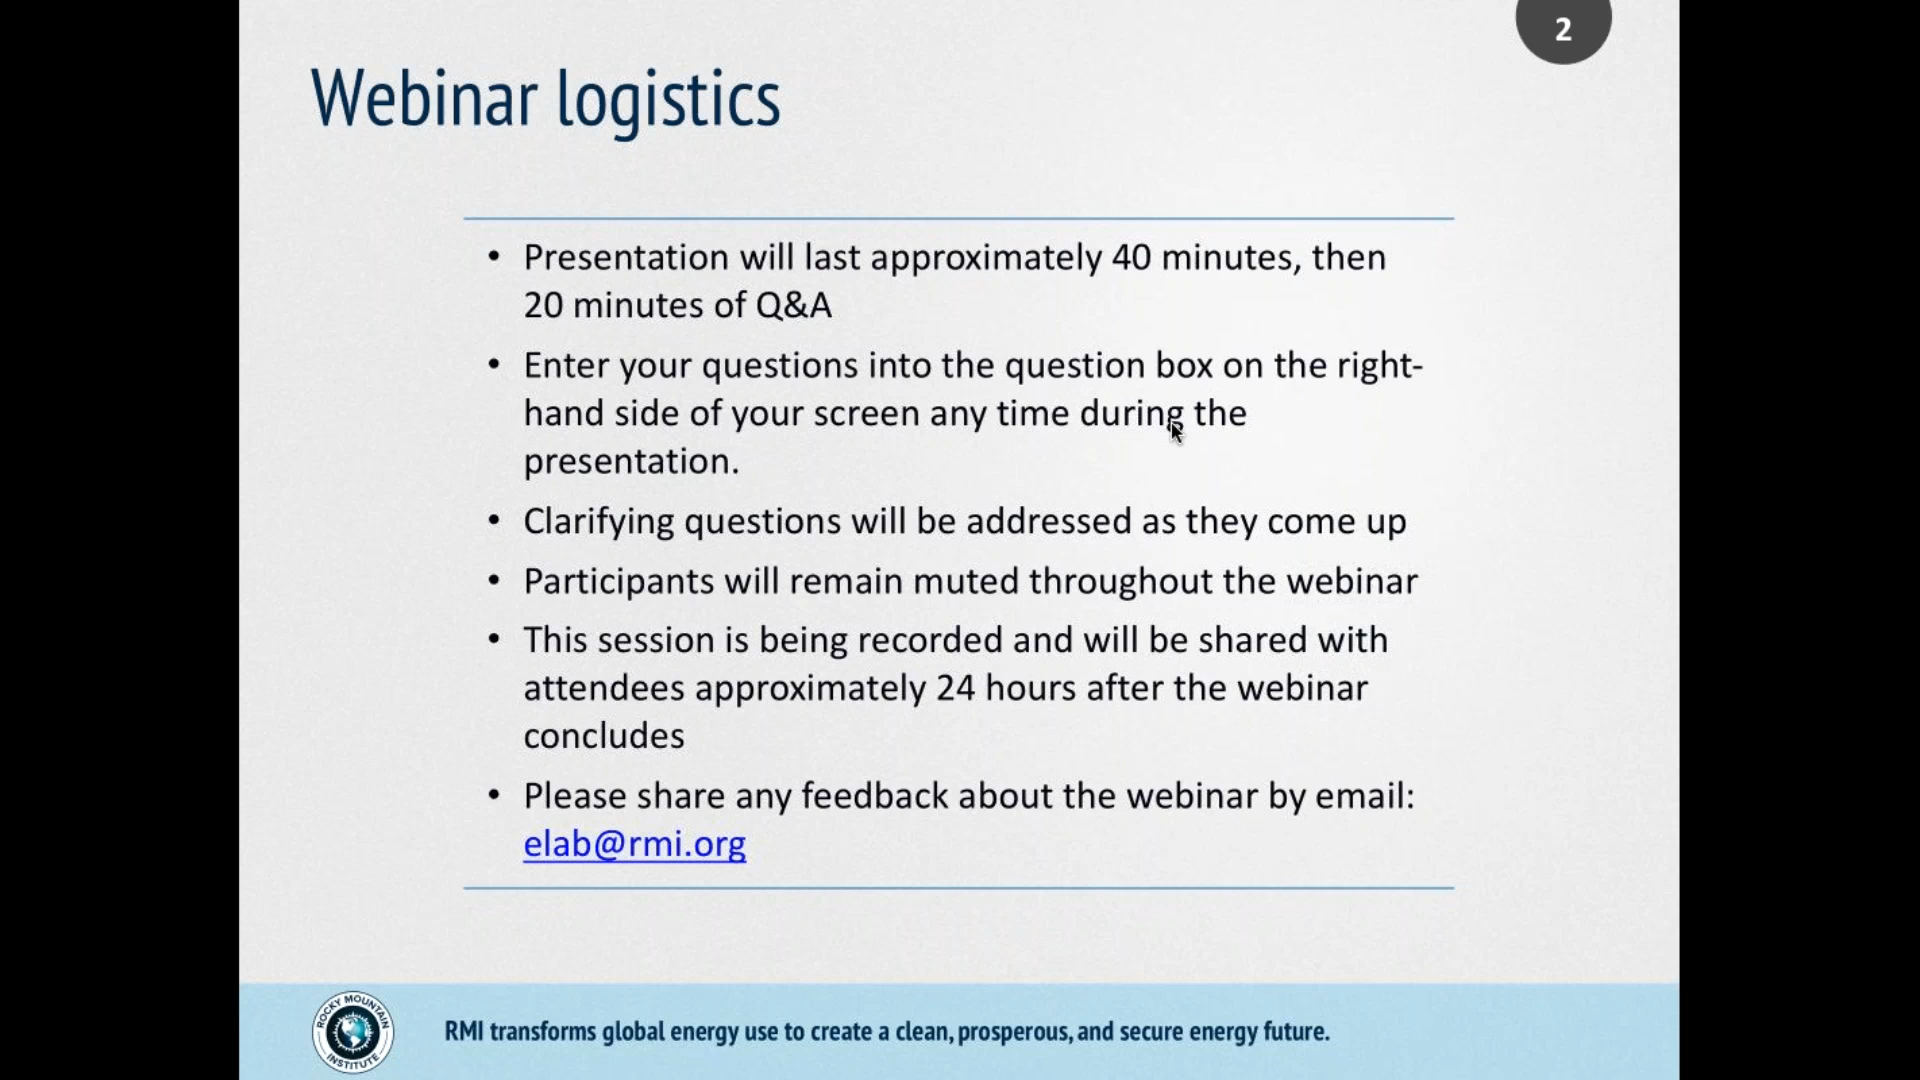 2
Webinar logistics
• Presentation will last approximately 40 minutes, then
20 minutes of Q&A
• Enter your questions into the question box on the right-
hand side of your screen any time during the
presentation.
• Clarifying questions will be addressed as they come up
• Participants will remain muted throughout the webinar
• This session is being recorded and will be shared with
attendees approximately 24 hours after the webinar
concludes
• Please share any feedback about the webinar by email:
elab@rmi.org
ROCKY MOUNTAIN
INSTITUTE
RMI transforms global energy use to create a clean, prosperous, and secure energy future.